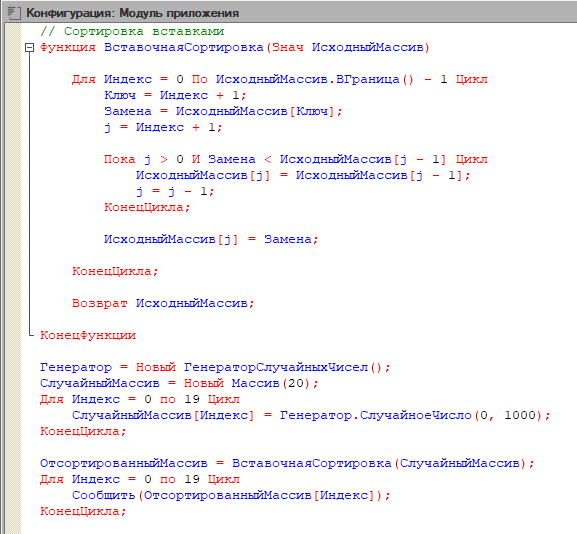 Конфигурация: Модуль приложения
// Сортировка вставками
Функция ВставочнаяСортировка(Знач ИсходныйМассив)
Для Индекс = 0 По ИсходныйМассив.ВГраница() - 1 Цикл
Ключ = Индекс + 1;
Замена = ИсходныйМассив[Ключ];
j = Индекс + 1;
Пока j > 0 И Замена < ИсходныйМассив[j - 1] Цикл
ИсходныйМассив[j] = ИсходныйМассив[j - 1];
j = j - 1;
КонецЦикла;
ИсходныйМассив[j] = Замена;
КонецЦикла;
Возврат ИсходныйМассив;
КонецФункции
Генератор = Новый ГенераторСлучайныхЧисел();
СлучайныйМассив = Новый Массив(20);
Для Индекс = 0 по 19 Цикл
СлучайныйМассив[Индекс] = Генератор.СлучайноеЧисло(0, 1000);
КонецЦикла;
ОтсортированныйМассив = ВставочнаяСортировка(СлучайныйМассив);
Для Индекс = 0 по 19 Цикл
Сообщить(ОтсортированныйМассив[Индекс]);
КонецЦикла;